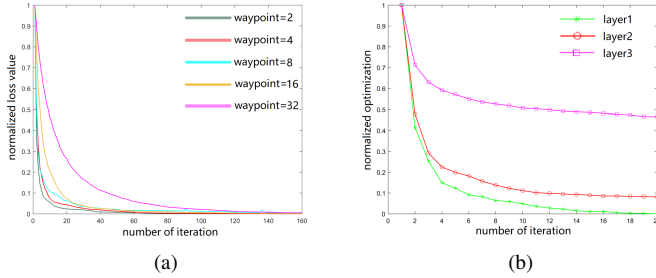 1
0.9
0.8
0.7
0.6
0.5
0.4
0.3
0.2
0.1
0
normalized loss value
waypoint=2
waypoint=4
waypoint=8
waypoint=16
waypoint=32
0 20 40 60 80 100 120 140 160
number of iteration
(a)
1
0.9
0.8
0.7
0.6
0.5
0.4
0.3
0.2
0.1
0
normalized optimization
layer1
layer2
layer3
0 2 4 6 8 10 12 14 16 18
number of iteration
(b)